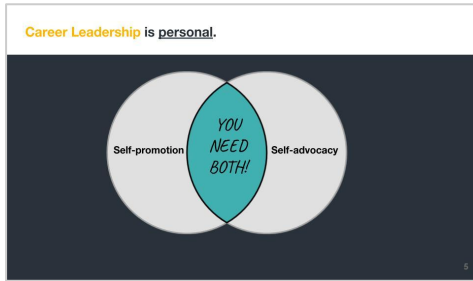 Career Leadership is personal.
Self-promotion
YOU
NEED
BOTH!
Self-advocacy
5